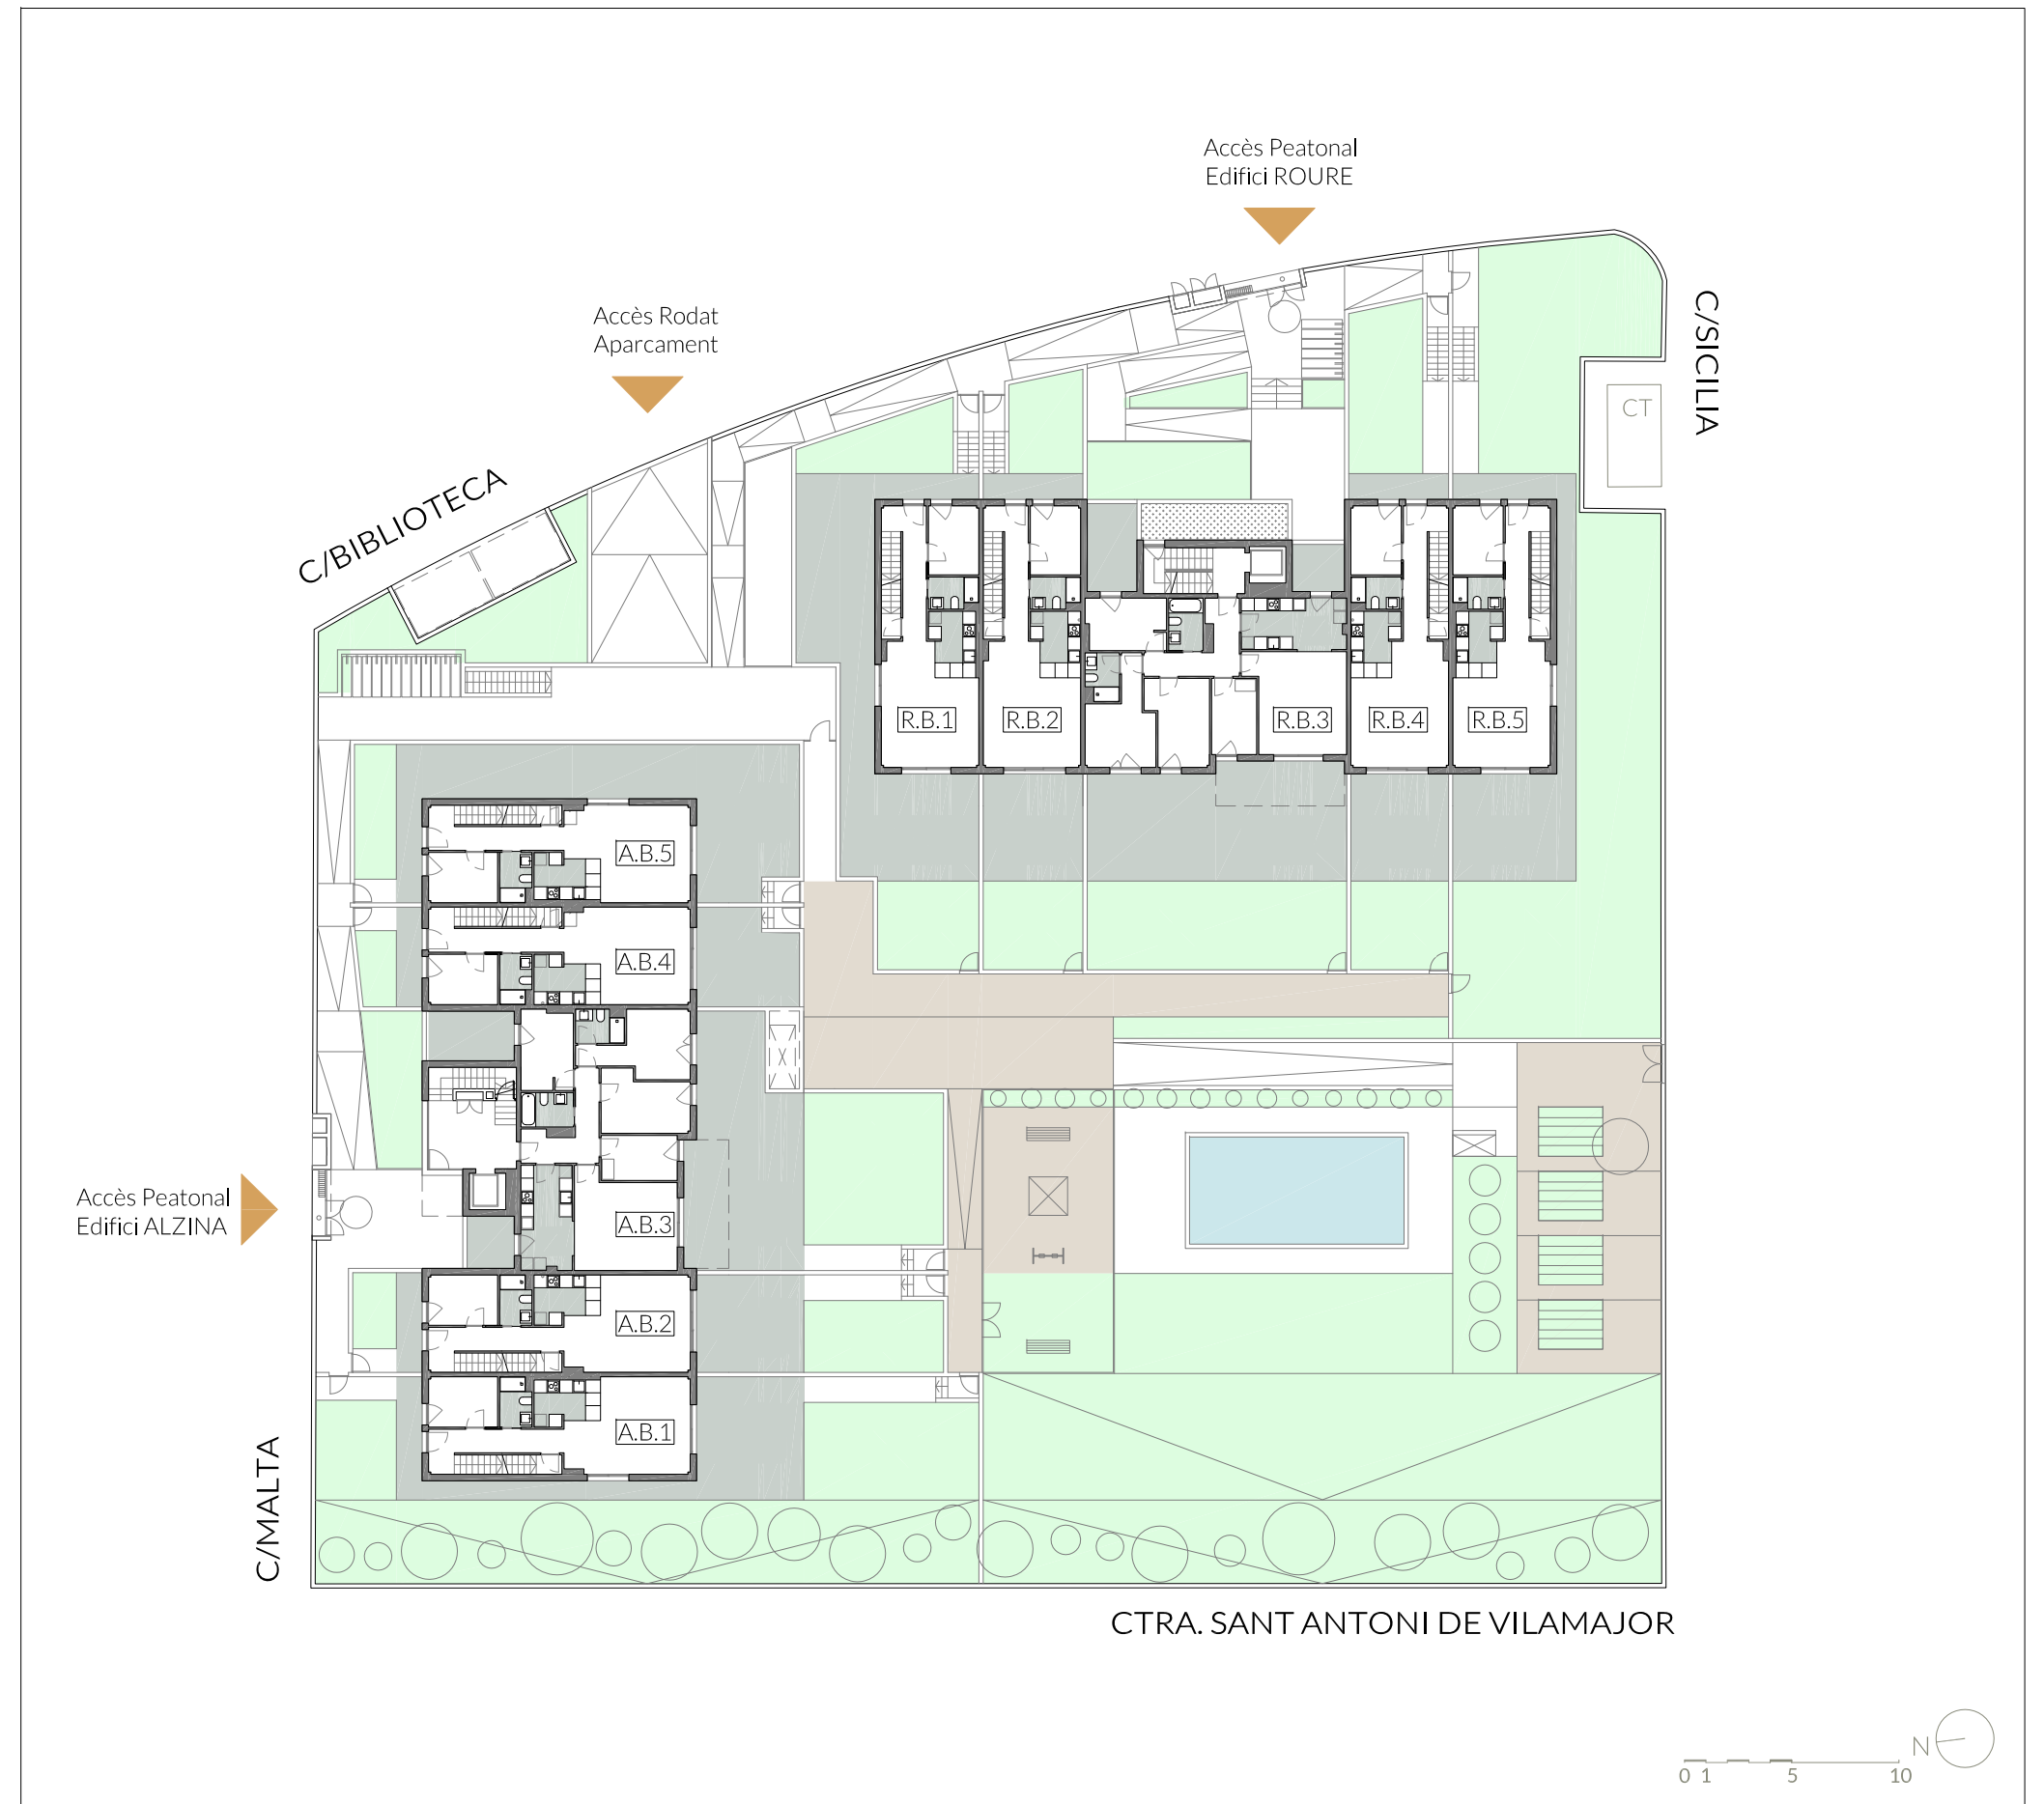 Accès Peatonal
Edifici ROURE
Accès Rodat
Aparcament
C/SICILIA
CT
C/BIBLIOTECA
R.B.1
R.B.2
R.B.3
R.B.4
R.B.5
A.B.5
A.B.4
Accès Peatonal
Edifici ALZINA
A.B.3
A.B.2
A.B.1
C/MALTA
CTRA. SANT ANTONI DE VILAMAJOR
N
0 1 5 10